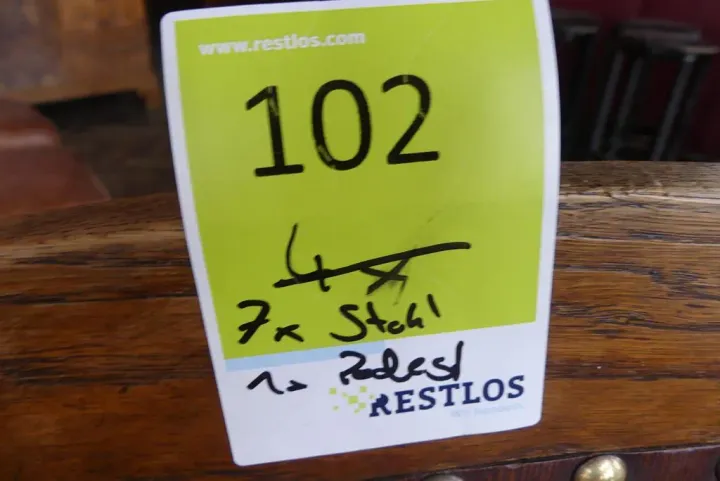 www.restlos.com
102
4x
7x Stuhl
1x Podest
RESTLOS